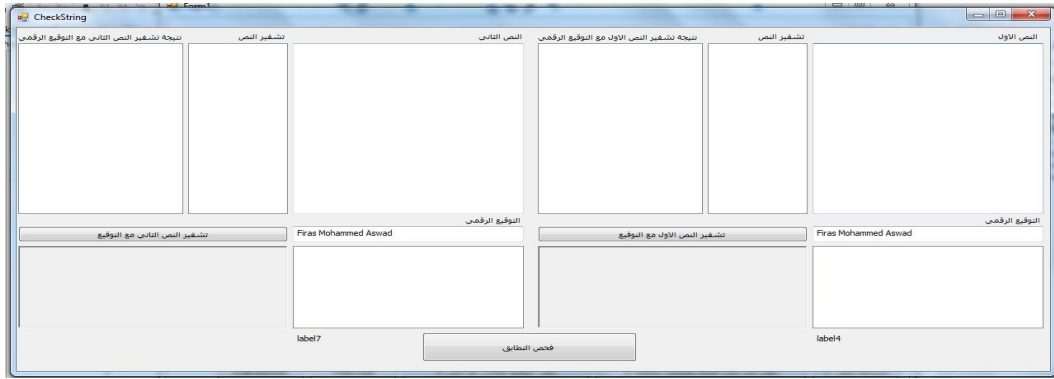 Form1
CheckString
النص الاول
تشفير النص
نتيجة تشفير النص الاول مع التوقيع الرقمي
النص الثاني
تشفير النص
نتيجة تشفير النص الثاني مع التوقيع الرقمي
التوقيع الرقمي
التوقيع الرقمي
Firas Mohammed Aswad
تشفير النص الاول مع التوقيع
Firas Mohammed Aswad
تشفير النص الثاني مع التوقيع
label4
label7
فحص التطابق